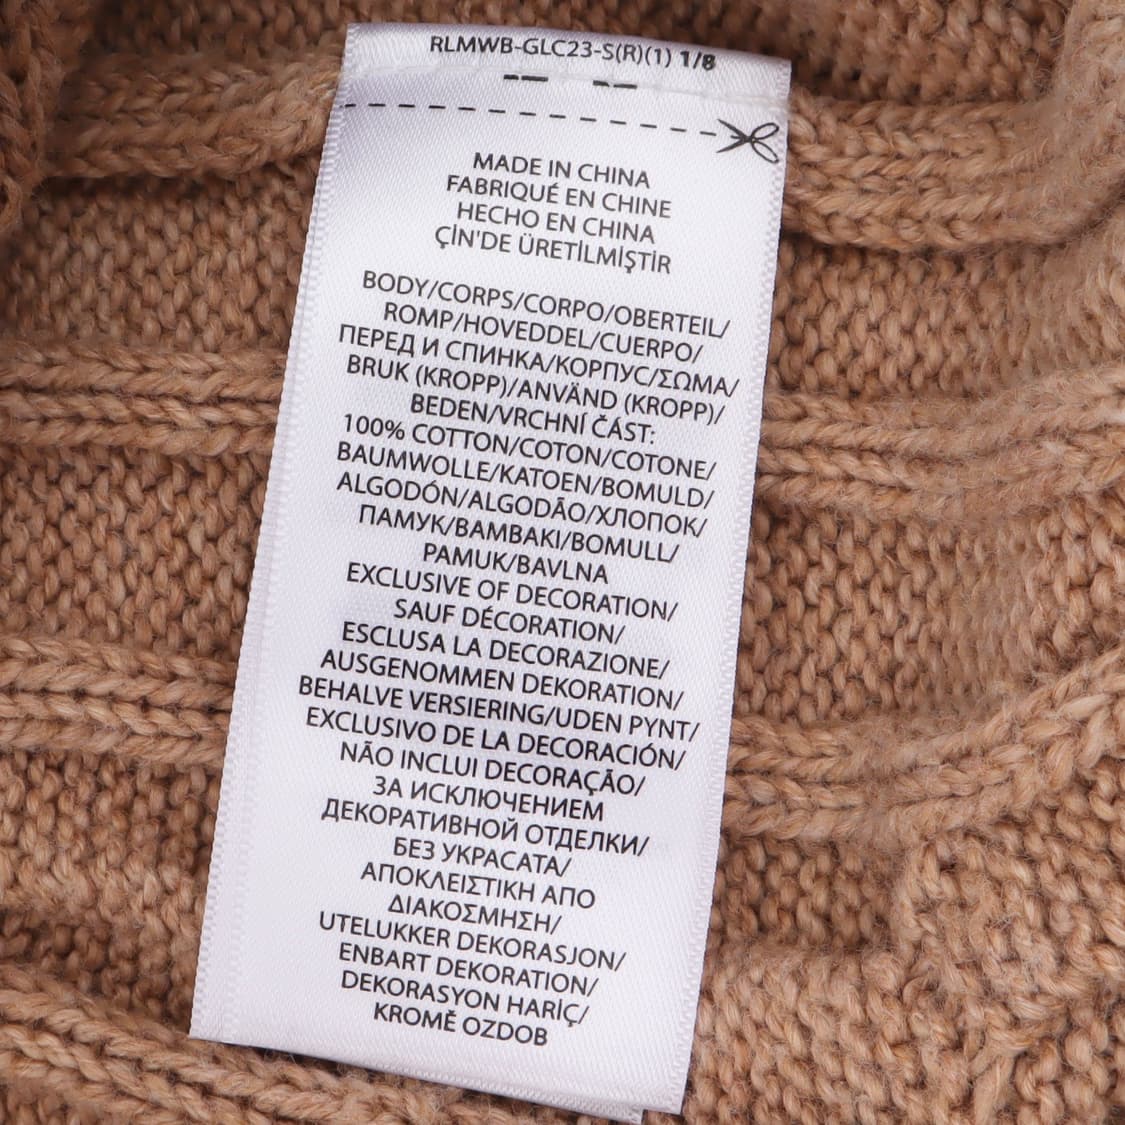 RLMWB-GLC23-S(R)(1) 1/8
MADE IN CHINA
FABRIQUÉ EN CHINE
HECHO EN CHINA
ÇİN'DE ÜRETİLMİŞTİR
BODY/CORPS/CORPO/OBERTEIL/
ROMP/HOVEDDEL/CUERPO/
ПЕРЕД И СПИНКА/КОРПУС/ΣΩΜΑ/
BRUK (KROPP)/ANVÄND (KROPP)/
BEDEN/VRCHNÍ ČÁST:
100% COTTON/COTON/COTONE/
BAUMWOLLE/KATOEN/BOMULD/
ALGODÓN/ALGODÃO/ХЛОПОК/
ПАМУК/ΒΑΜΒΑΚΙ/BOMULL/
PAMUK/BAVLNA
EXCLUSIVE OF DECORATION/
SAUF DÉCORATION/
ESCLUSA LA DECORAZIONE/
AUSGENOMMEN DEKORATION/
BEHALVE VERSIERING/UDEN PYNT/
EXCLUSIVO DE LA DECORACIÓN/
NÃO INCLUI DECORAÇÃO/
ЗА ИСКЛЮЧЕНИЕМ
ДЕКОРАТИВНОЙ ОТДЕЛКИ/
БЕЗ УКРАСАТА/
ΑΠΟΚΛΕΙΣΤΙΚΗ ΑΠΟ
ΔΙΑΚΟΣΜΗΣΗ/
UTELUKKER DEKORASJON/
ENBART DEKORATION/
DEKORASYON HARİÇ/
KROMĚ OZDOB